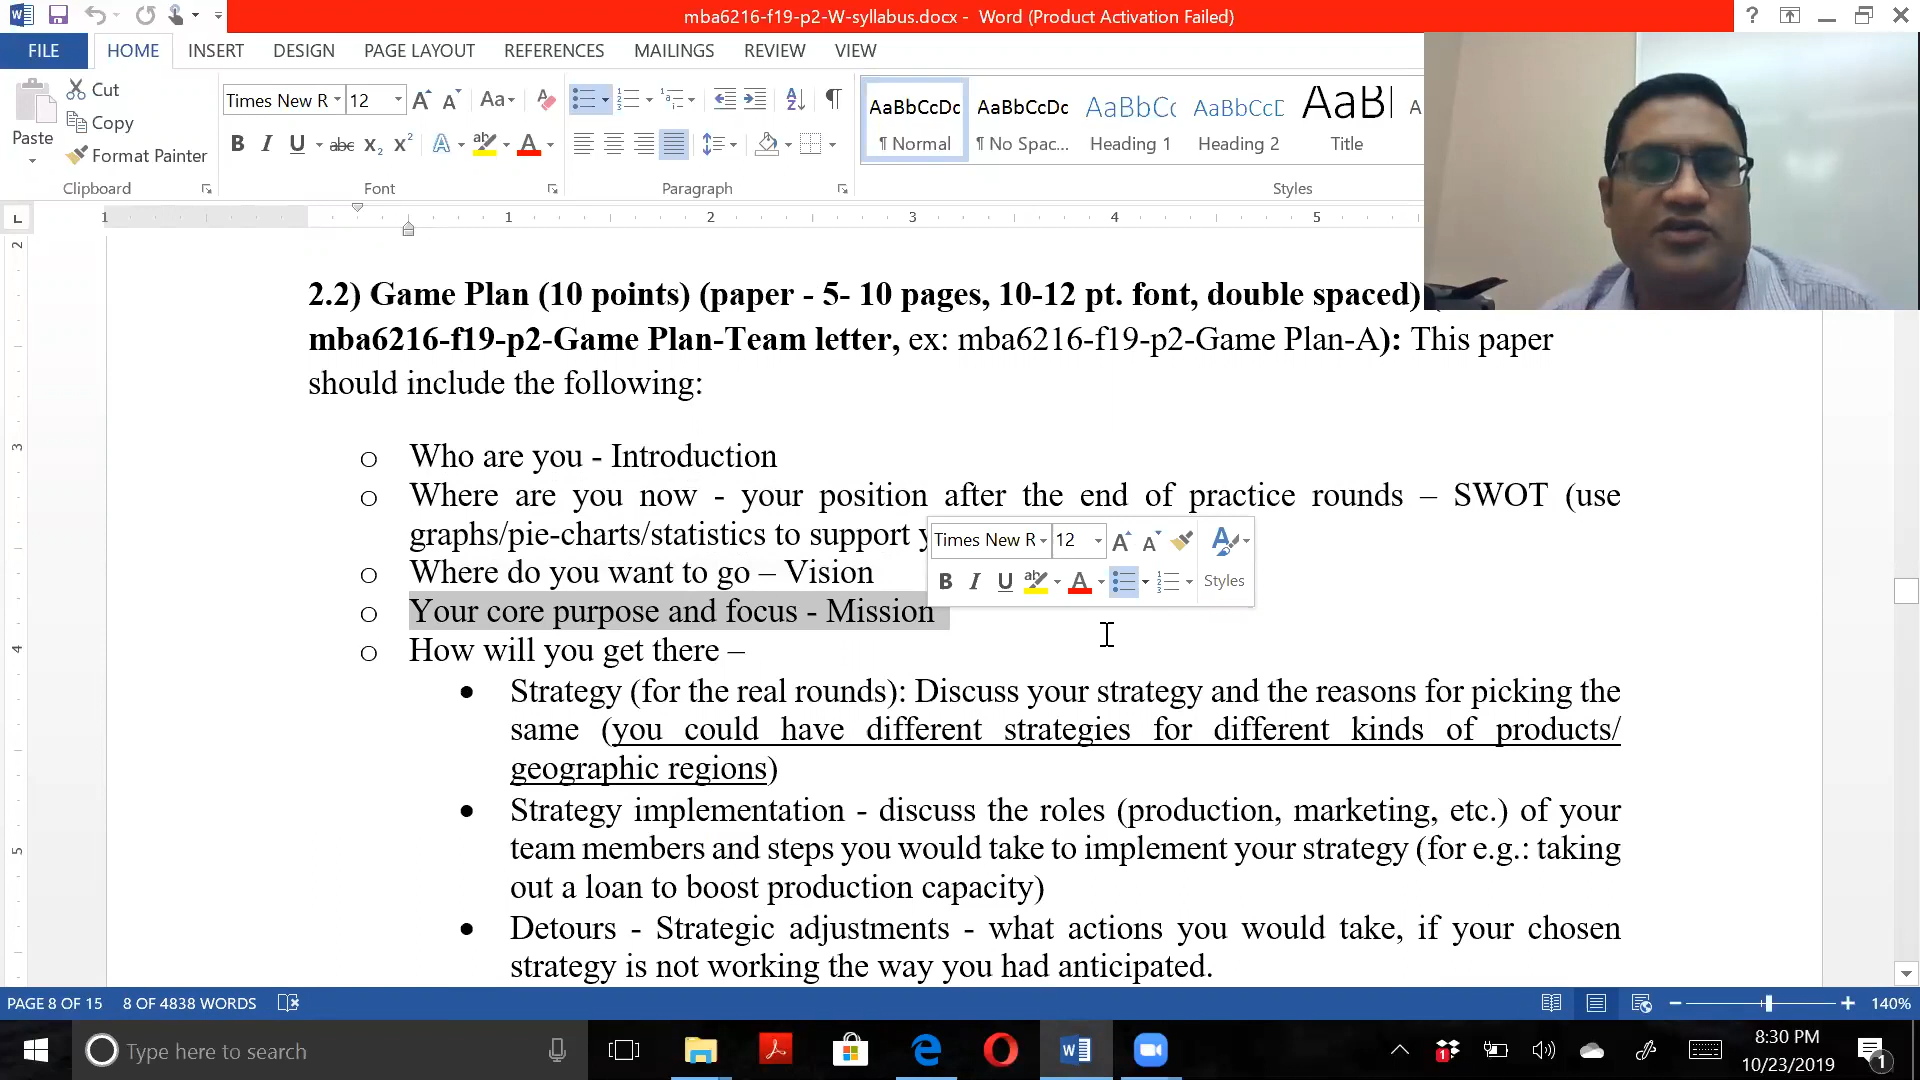 mba6216-f19-p2-W-syllabus.docx - Word (Product Activation Failed)
FILE HOME INSERT DESIGN PAGE LAYOUT REFERENCES MAILINGS REVIEW VIEW
Paste
Cut
Copy
Format Painter
Times New R 12
AaBbCcDc AaBbCcDc AaBbCc AaBbCcD AaB
¶ Normal ¶ No Spac... Heading 1 Heading 2 Title
Clipboard Font Paragraph Styles
1 1 2 3 4 5
2.2) Game Plan (10 points) (paper - 5- 10 pages, 10-12 pt. font, double spaced)
mba6216-f19-p2-Game Plan-Team letter, ex: mba6216-f19-p2-Game Plan-A): This paper
should include the following:
o Who are you - Introduction
o Where are you now - your position after the end of practice rounds – SWOT (use
graphs/pie-charts/statistics to support
o Where do you want to go – Vision
o Your core purpose and focus - Mission
o How will you get there –
• Strategy (for the real rounds): Discuss your strategy and the reasons for picking the
same (you could have different strategies for different kinds of products/
geographic regions)
• Strategy implementation - discuss the roles (production, marketing, etc.) of your
team members and steps you would take to implement your strategy (for e.g.: taking
out a loan to boost production capacity)
• Detours - Strategic adjustments - what actions you would take, if your chosen
strategy is not working the way you had anticipated.
Times New R 12
Styles
2
3
4
5
PAGE 8 OF 15 8 OF 4838 WORDS 140%
Type here to search
8:30 PM
10/23/2019